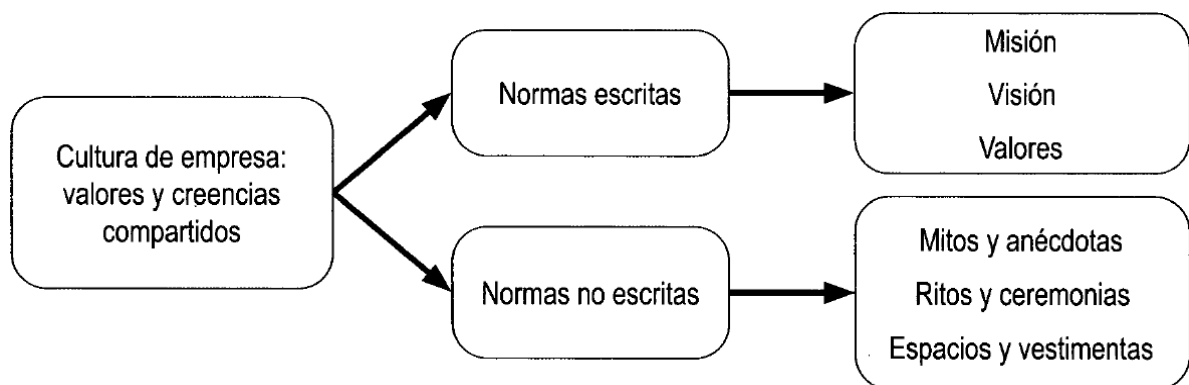 Cultura de empresa:
valores y creencias
compartidos
Normas escritas
Misión
Visión
Valores
Normas no escritas
Mitos y anécdotas
Ritos y ceremonias
Espacios y vestimentas